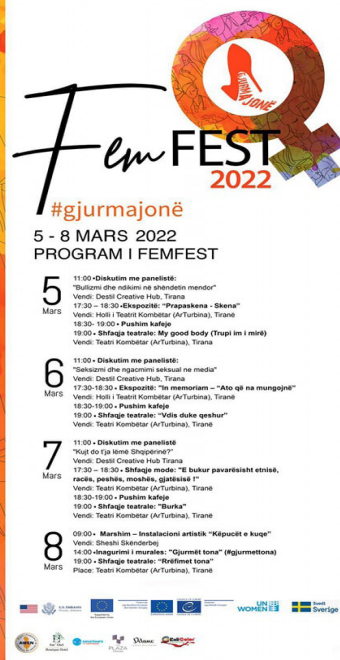 GJURMAJONË
FemFEST
2022
#gjurmajonë
5 - 8 MARS 2022
PROGRAM I FEMFEST
5
Mars
11:00 •Diskutim me panelistë:
"Bullizmi dhe ndikimi në shëndetin mendor"
Vendi: Destil Creative Hub, Tirana
17:30 – 18:30 •Ekspozitë: "Prapaskena - Skena"
Vendi: Holli i Teatrit Kombëtar (ArTurbina), Tiranë
18:30- 19:00 • Pushim kafeje
19:00 • Shfaqja teatrale: My good body (Trupi im i mirë)
Vendi: Teatri Kombëtar (ArTurbina), Tiranë
6
Mars
11:00 • Diskutim me panelistë:
"Seksizmi dhe ngacmimi seksual ne media"
Vendi: Destil Creative Hub, Tiranë
17:30-18:30 • Ekspozitë: "In memoriam – "Ato që na mungojnë"
Vendi: Holli i Teatrit Kombëtar (ArTurbina), Tiranë
18:30-19:00 • Pushim kafeje
19:00 • Shfaqje teatrale: "Vdis duke qeshur"
Vendi: Teatri Kombëtar (ArTurbina), Tiranë
7
Mars
11:00 • Diskutim me panelistë
"Kujt do t'ja lëmë Shqipërinë?"
Vendi: Destil Creative Hub Tirana
17:30 – 18:30 • Shfaqje mode: "E bukur pavarësisht etnisë,
racës, peshës, moshës, gjatësisë !"
Vendi: Teatri Kombëtar (ArTurbina), Tiranë
18:30-19:00 • Pushim kafeje
19:00 • Shfaqje teatrale: "Burka"
Vendi: Teatri Kombëtar (ArTurbina), Tiranë
8
Mars
09:00• Marshim – Instalacioni artistik "Këpucët e kuqe"
Vendi: Sheshi Skënderbej
14:00 •Inagurimi i murales: "Gjurmët tona" (#gjurmettona)
19:00 • Shfaqje teatrale: "Rrëfimet tona"
Place: Teatri Kombëtar (ArTurbina), Tiranë
U.S. EMBASSY
UN
WOMEN
Suedi
Sverige
PLAZA